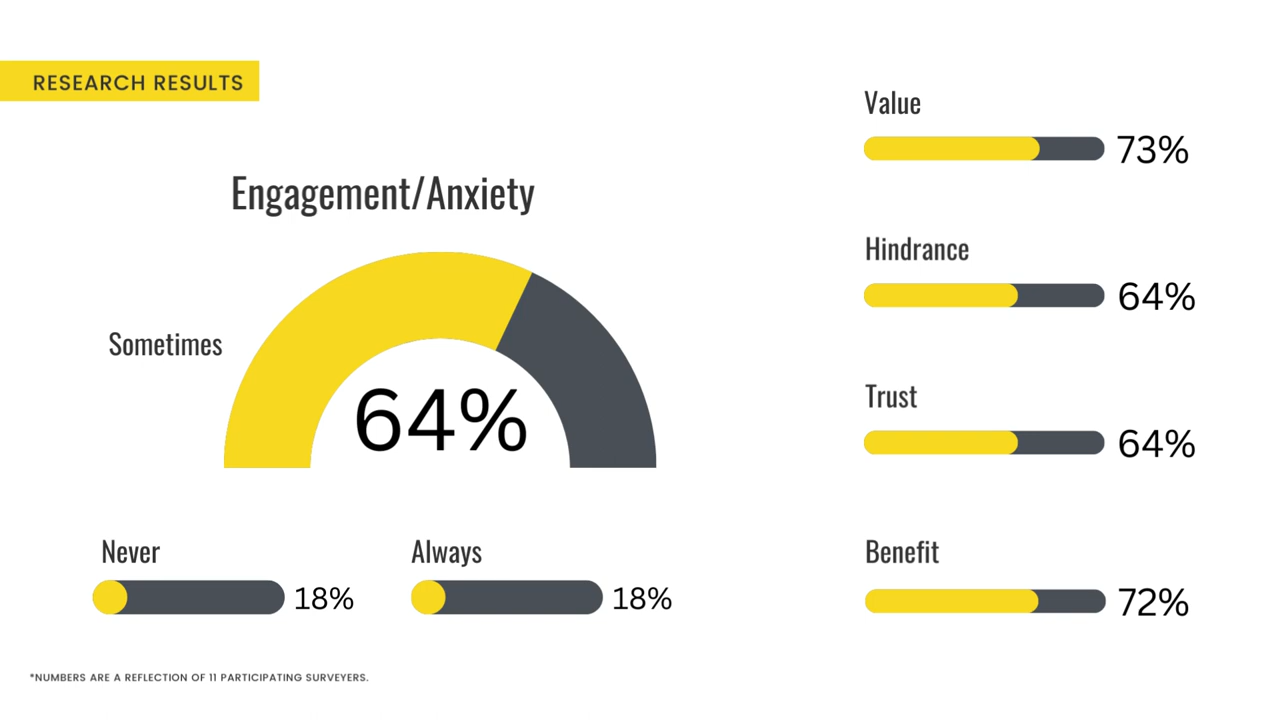 RESEARCH RESULTS
Engagement/Anxiety
Sometimes
64%
Never
18%
Always
18%
Value
73%
Hindrance
64%
Trust
64%
Benefit
72%
*NUMBERS ARE A REFLECTION OF 11 PARTICIPATING SURVEYERS.